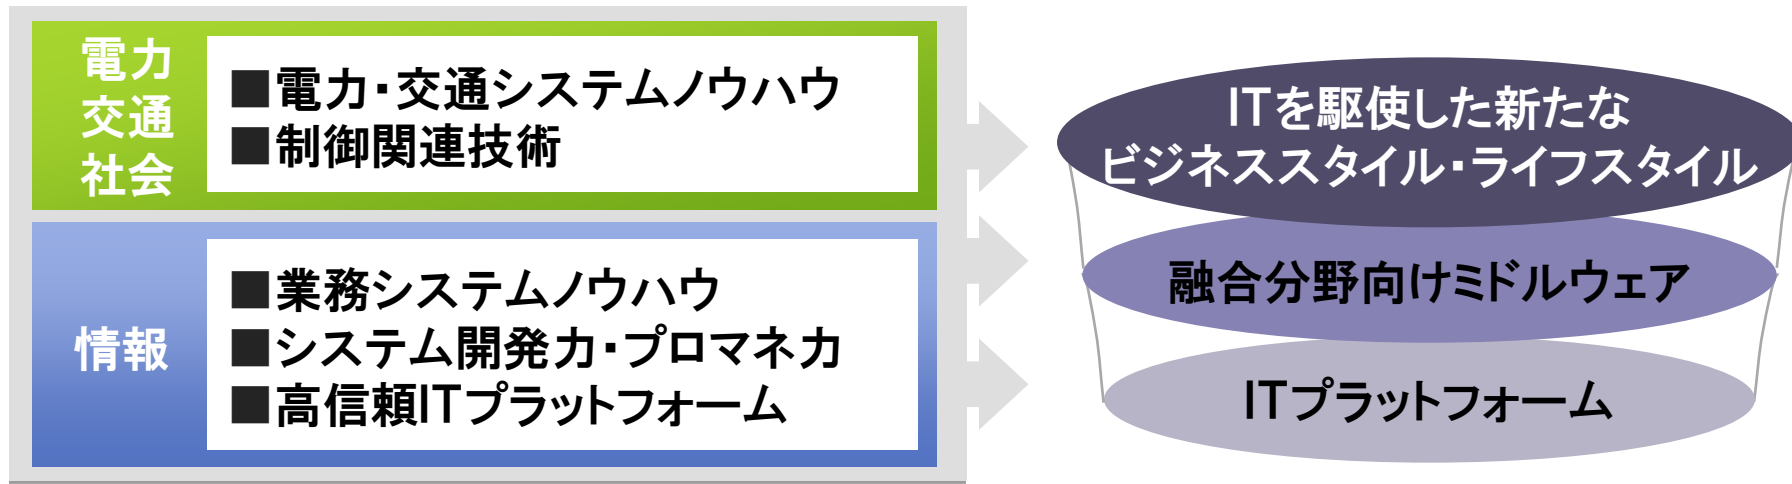 電力
交通
社会
■電力・交通システムノウハウ
■制御関連技術
情報
■業務システムノウハウ
■システム開発力・プロマネ力
■高信頼ITプラットフォーム
ITを駆使した新たな
ビジネススタイル・ライフスタイル
融合分野向けミドルウェア
ITプラットフォーム